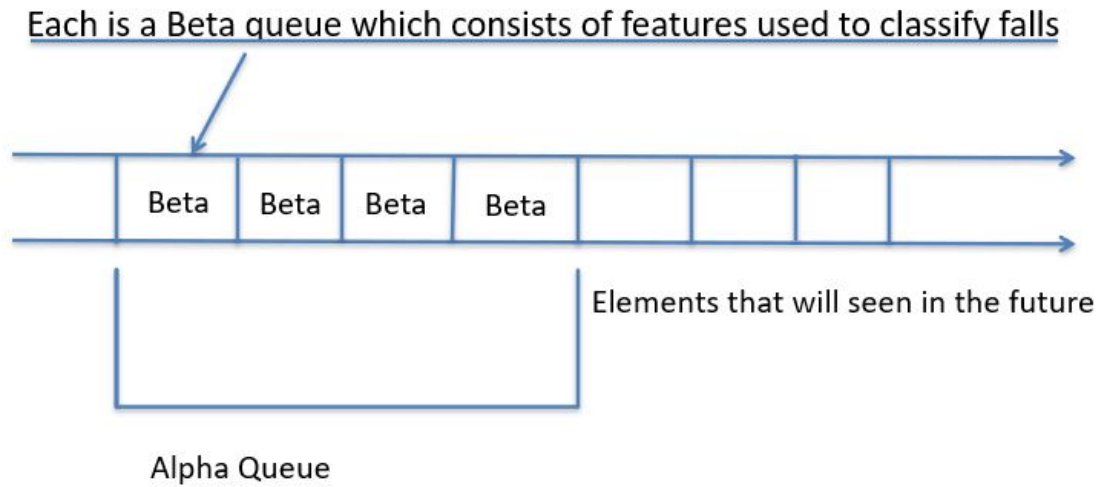 Each is a Beta queue which consists of features used to classify falls
Beta Beta Beta Beta
Elements that will seen in the future
Alpha Queue